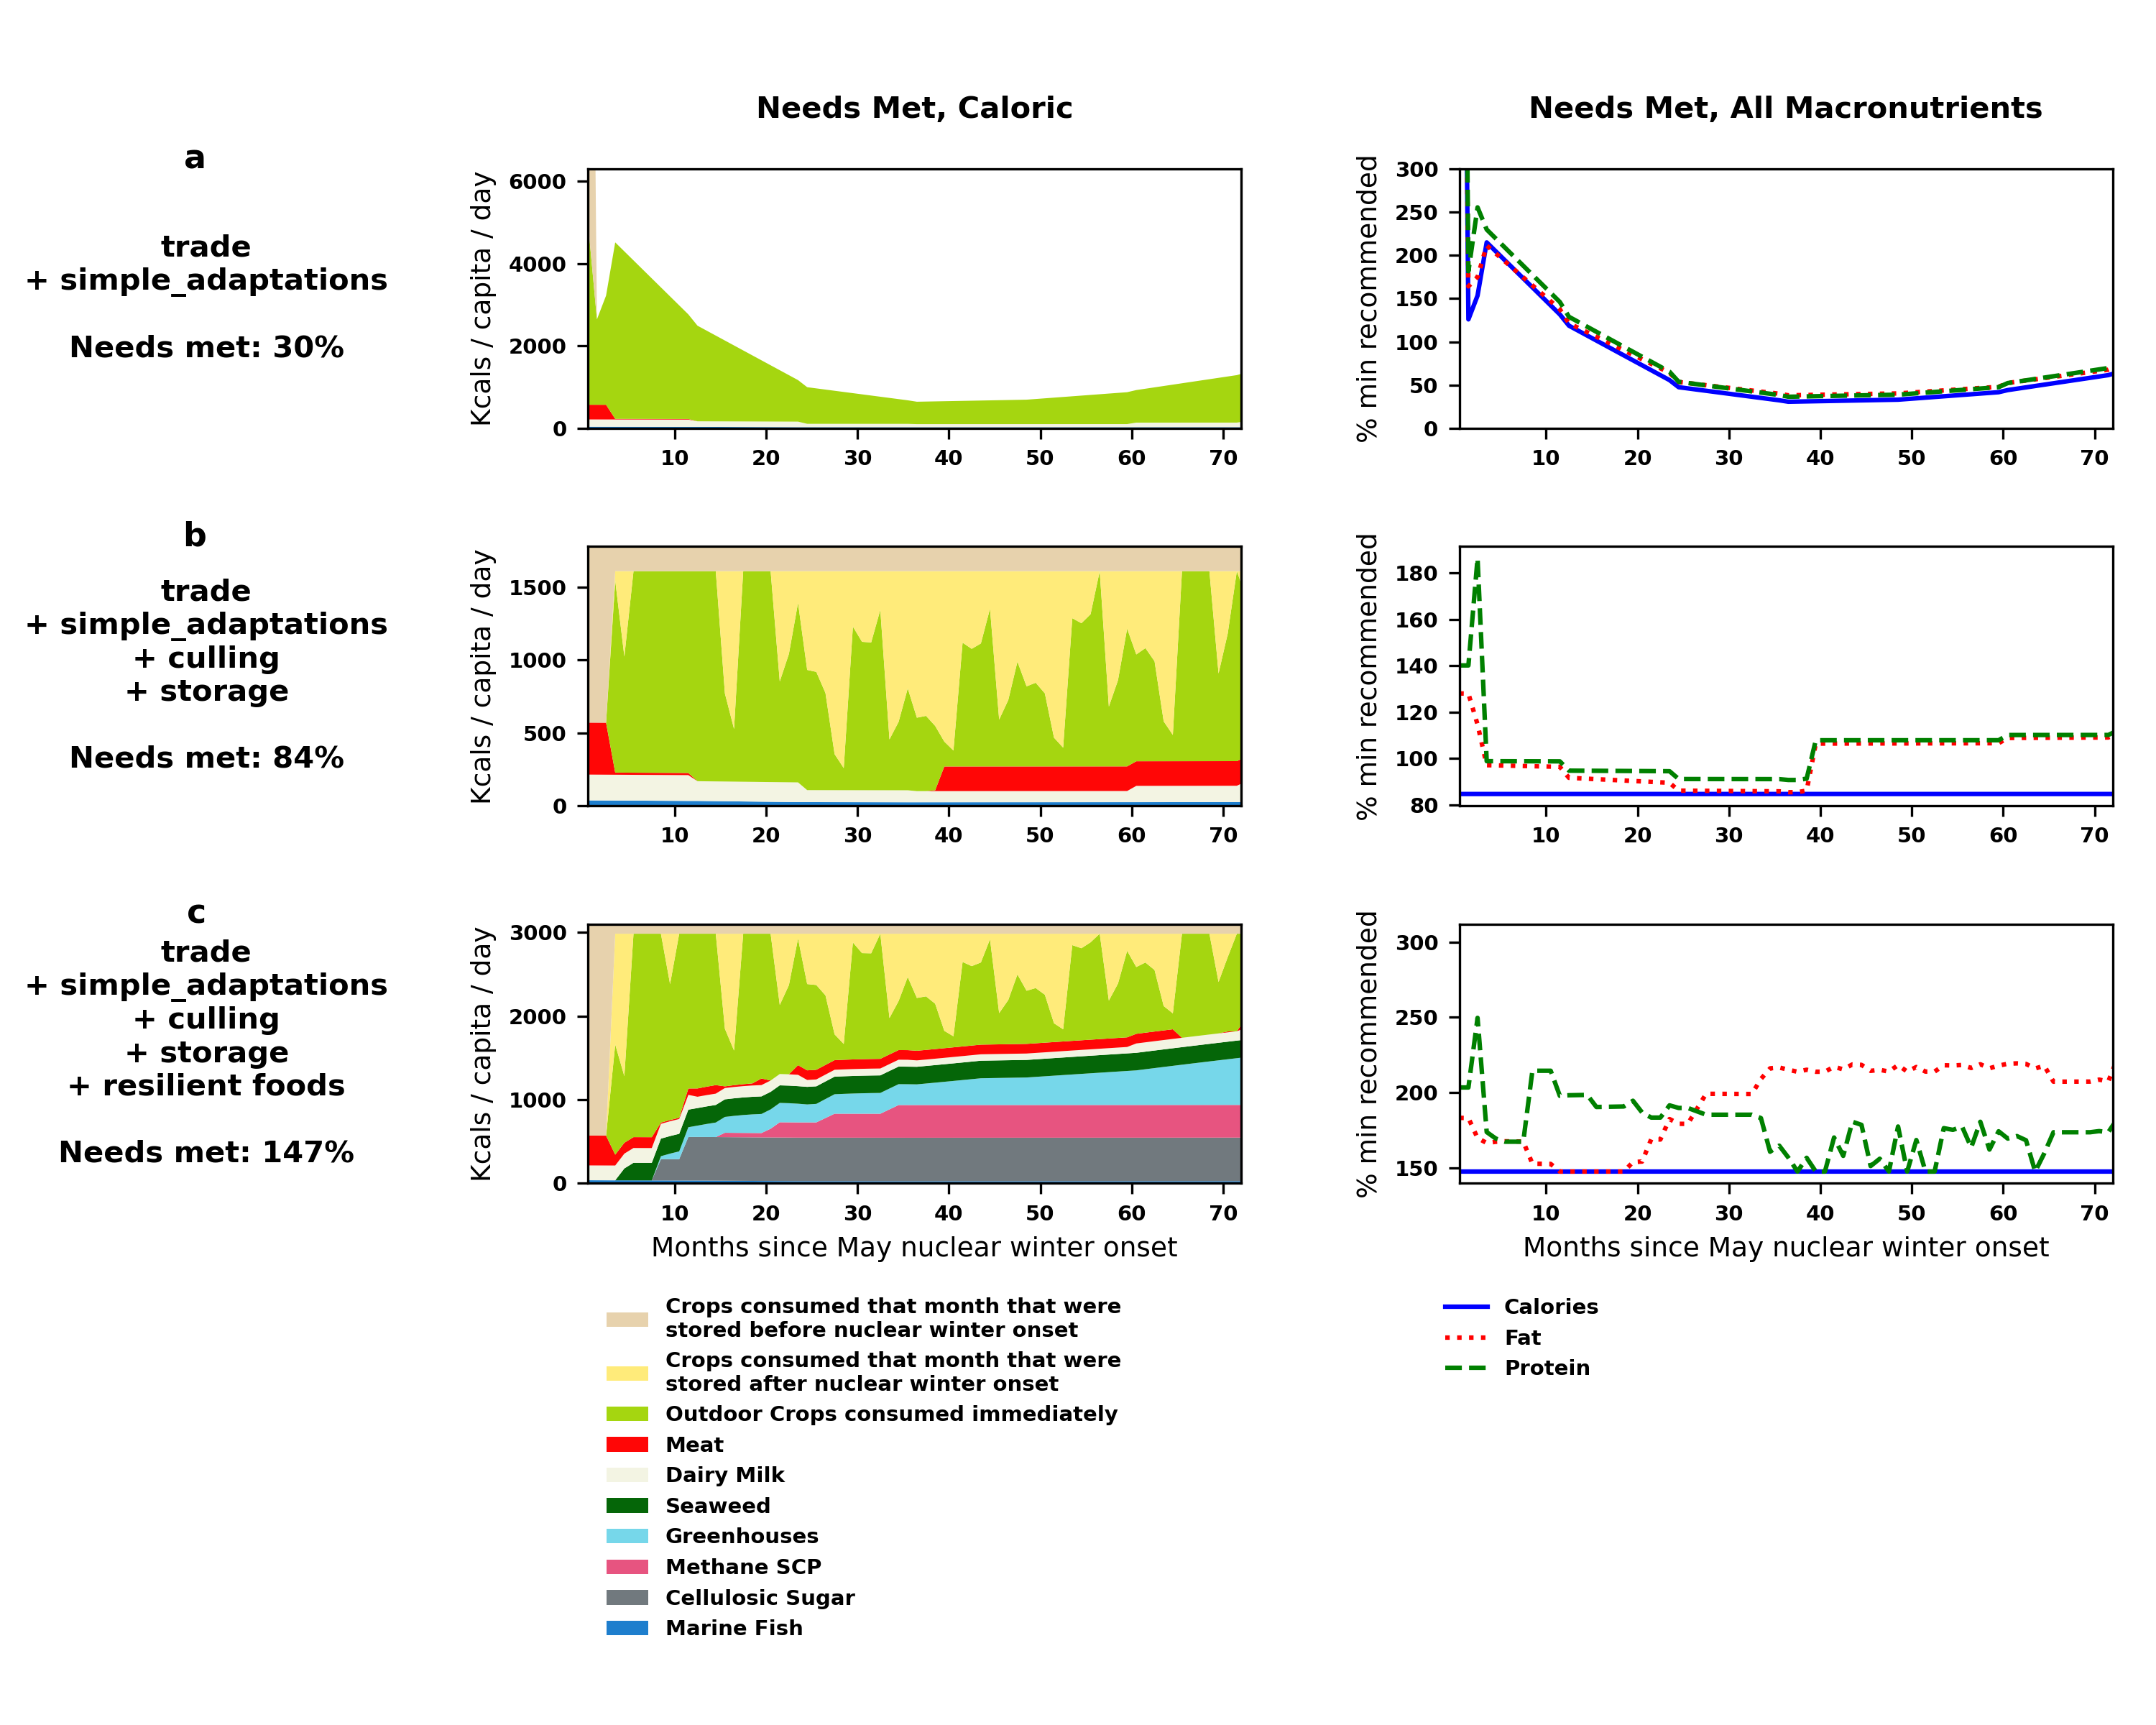 Needs Met, Caloric
Needs Met, All Macronutrients
a
trade
+ simple_adaptations
Needs met: 30%
Kcals / capita / day
6000
4000
2000
0
10 20 30 40 50 60 70
% min recommended
300
250
200
150
100
50
0
10 20 30 40 50 60 70
b
trade
+ simple_adaptations
+ culling
+ storage
Needs met: 84%
Kcals / capita / day
1500
1000
500
0
10 20 30 40 50 60 70
% min recommended
180
160
140
120
100
80
10 20 30 40 50 60 70
c
trade
+ simple_adaptations
+ culling
+ storage
+ resilient foods
Needs met: 147%
Kcals / capita / day
3000
2000
1000
0
10 20 30 40 50 60 70
Months since May nuclear winter onset
% min recommended
300
250
200
150
10 20 30 40 50 60 70
Months since May nuclear winter onset
Crops consumed that month that were
stored before nuclear winter onset
Crops consumed that month that were
stored after nuclear winter onset
Outdoor Crops consumed immediately
Meat
Dairy Milk
Seaweed
Greenhouses
Methane SCP
Cellulosic Sugar
Marine Fish
Calories
Fat
Protein